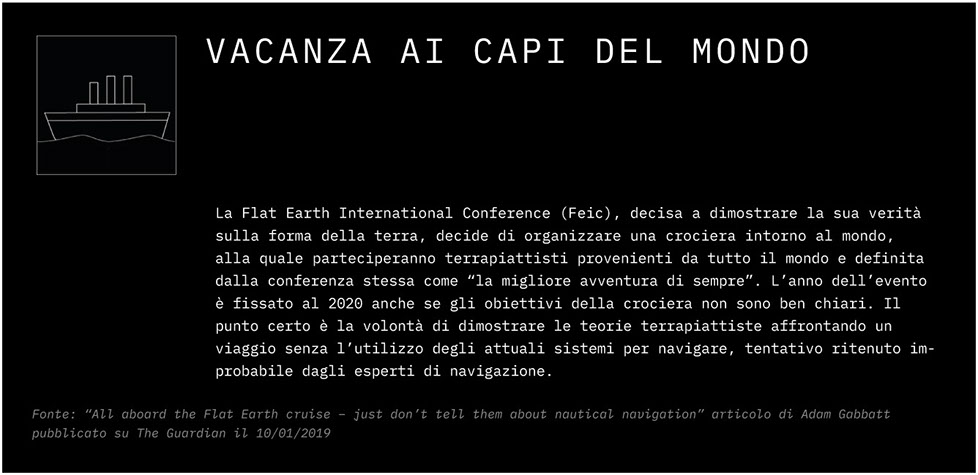 VACANZA AI CAPI DEL MONDO
La Flat Earth International Conference (Feic), decisa a dimostrare la sua verità
sulla forma della terra, decide di organizzare una crociera intorno al mondo,
alla quale parteciperanno terrapiattisti provenienti da tutto il mondo e definita
dalla conferenza stessa come “la migliore avventura di sempre”. L’anno dell’evento
è fissato al 2020 anche se gli obiettivi della crociera non sono ben chiari. Il
punto certo è la volontà di dimostrare le teorie terrapiattiste affrontando un
viaggio senza l’utilizzo degli attuali sistemi per navigare, tentativo ritenuto im-
probabile dagli esperti di navigazione.
Fonte: “All aboard the Flat Earth cruise – just don’t tell them about nautical navigation” articolo di Adam Gabbatt
pubblicato su The Guardian il 10/01/2019